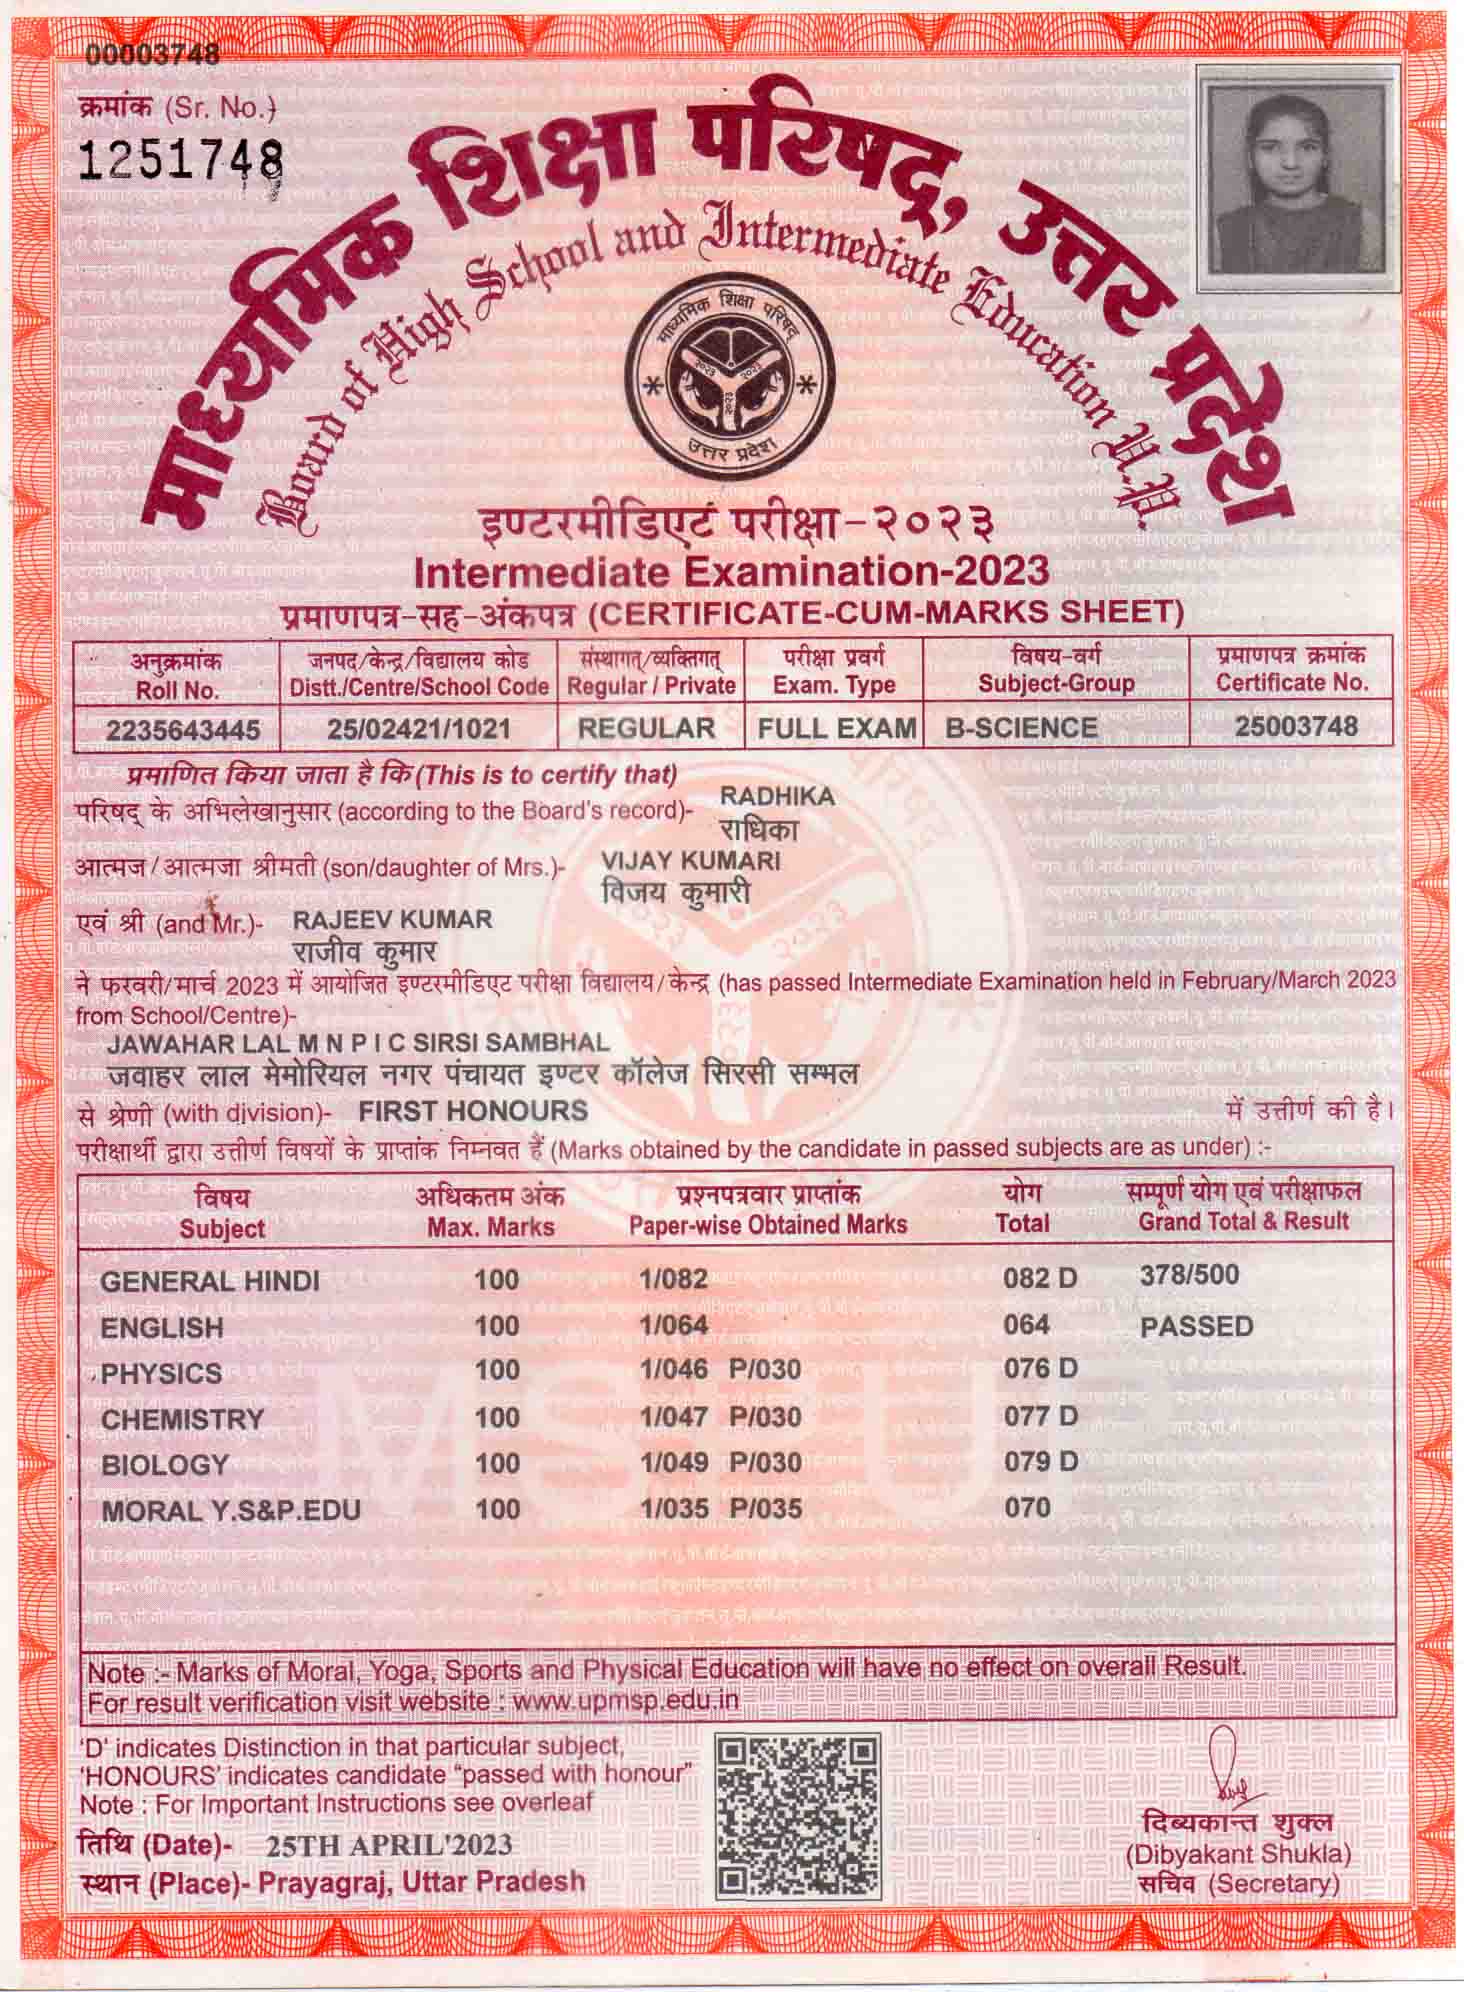 00003748
क्रमांक (Sr. No.)
1251748
माध्यमिक शिक्षा परिषद्, उत्तर प्रदेश
Board of High School and Intermediate Education U.P.
माध्यमिक शिक्षा परिषद्
२०२३ २०२३
२०२३
उत्तर प्रदेश
इण्टरमीडिएट परीक्षा-२०२३
Intermediate Examination-2023
प्रमाणपत्र-सह-अंकपत्र (CERTIFICATE-CUM-MARKS SHEET)
अनुक्रमांक जनपद/केन्द्र/विद्यालय कोड संस्थागत्/व्यक्तिगत् परीक्षा प्रवर्ग विषय-वर्ग प्रमाणपत्र क्रमांक
Roll No. Distt./Centre/School Code Regular / Private Exam. Type Subject-Group Certificate No.
2235643445 25/02421/1021 REGULAR FULL EXAM B-SCIENCE 25003748
प्रमाणित किया जाता है कि (This is to certify that)
परिषद् के अभिलेखानुसार (according to the Board's record)- RADHIKA
राधिका
आत्मज / आत्मजा श्रीमती (son/daughter of Mrs.)- VIJAY KUMARI
विजय कुमारी
एवं श्री (and Mr.)- RAJEEV KUMAR
राजीव कुमार
ने फरवरी/मार्च 2023 में आयोजित इण्टरमीडिएट परीक्षा विद्यालय/केन्द्र (has passed Intermediate Examination held in February/March 2023
from School/Centre)-
JAWAHAR LAL M N P I C SIRSI SAMBHAL
जवाहर लाल मेमोरियल नगर पंचायत इण्टर कॉलेज सिरसी सम्भल
से श्रेणी (with division)- FIRST HONOURS में उत्तीर्ण की है।
परीक्षार्थी द्वारा उत्तीर्ण विषयों के प्राप्तांक निम्नवत हैं (Marks obtained by the candidate in passed subjects are as under) :-
विषय अधिकतम अंक प्रश्नपत्रवार प्राप्तांक योग सम्पूर्ण योग एवं परीक्षाफल
Subject Max. Marks Paper-wise Obtained Marks Total Grand Total & Result
GENERAL HINDI 100 1/082 082 D 378/500
ENGLISH 100 1/064 064 PASSED
PHYSICS 100 1/046 P/030 076 D
CHEMISTRY 100 1/047 P/030 077 D
BIOLOGY 100 1/049 P/030 079 D
MORAL Y.S&P.EDU 100 1/035 P/035 070
Note :- Marks of Moral, Yoga, Sports and Physical Education will have no effect on overall Result.
For result verification visit website : www.upmsp.edu.in
'D' indicates Distinction in that particular subject,
'HONOURS' indicates candidate “passed with honour”
Note : For Important Instructions see overleaf
तिथि (Date)- 25TH APRIL'2023
स्थान (Place)- Prayagraj, Uttar Pradesh
दिब्यकान्त शुक्ल
(Dibyakant Shukla)
सचिव (Secretary)